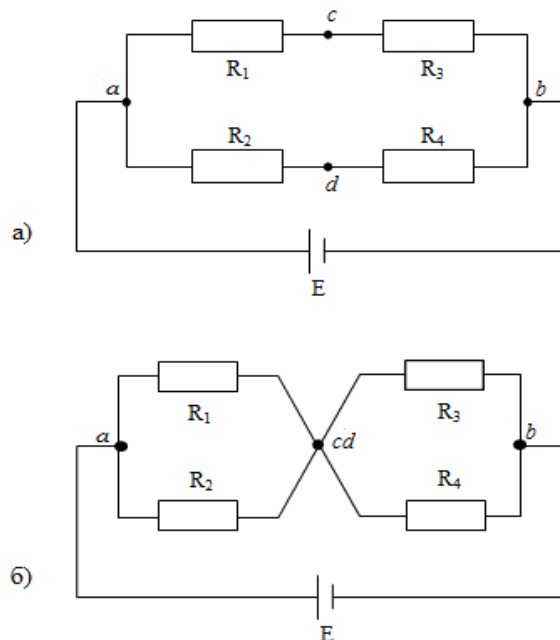 c
a R₁ R₃ b
R₂ R₄
d
а)
E
R₁ R₃
a cd b
R₂ R₄
б)
E